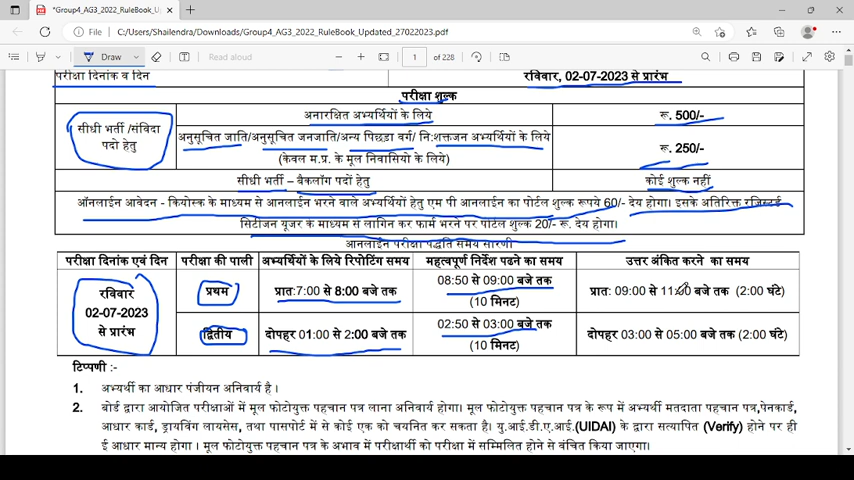 *Group4_AG3_2022_RuleBook_Updated
File
C:/Users/Shailendra/Downloads/Group4_AG3_2022_RuleBook_Updated_27022023.pdf
Draw
Read aloud
1 of 228
परीक्षा दिनांक व दिन
रविवार, 02-07-2023 से प्रारंभ
परीक्षा शुल्क
सीधी भर्ती /संविदा पदो हेतु
अनारक्षित अभ्यर्थियों के लिये
रू. 500/-
अनुसूचित जाति/अनुसूचित जनजाति/अन्य पिछड़ा वर्ग/ नि:शक्तजन अभ्यर्थियों के लिये
(केवल म.प्र. के मूल निवासियो के लिये)
रू. 250/-
सीधी भर्ती – बैकलॉग पदों हेतु
कोई शुल्क नहीं
ऑनलाईन आवेदन - कियोस्क के माध्यम से आनलाईन भरने वाले अभ्यर्थियों हेतु एम पी आनलाईन का पोर्टल शुल्क रूपये 60/- देय होगा। इसके अतिरिक्त रजिस्टर्ड
सिटीजन यूजर के माध्यम से लागिन कर फार्म भरने पर पोर्टल शुल्क 20/- रू. देय होगा।
आनलाईन परीक्षा पद्धति समय सारणी
परीक्षा दिनांक एवं दिन
परीक्षा की पाली
अभ्यर्थियों के लिये रिपोर्टिंग समय
महत्वपूर्ण निर्देश पढने का समय
उत्तर अंकित करने का समय
रविवार
02-07-2023
से प्रारंभ
प्रथम
प्रात:7:00 से 8:00 बजे तक
08:50 से 09:00 बजे तक
(10 मिनट)
प्रात: 09:00 से 11:00 बजे तक (2:00 घंटे)
द्वितीय
दोपहर 01:00 से 2:00 बजे तक
02:50 से 03:00 बजे तक
(10 मिनट)
दोपहर 03:00 से 05:00 बजे तक (2:00 घंटे)
टिप्पणी :-
1. अभ्यर्थी का आधार पंजीयन अनिवार्य है ।
2. बोर्ड द्वारा आयोजित परीक्षाओं में मूल फोटोयुक्त पहचान पत्र लाना अनिवार्य होगा। मूल फोटोयुक्त पहचान पत्र के रूप में अभ्यर्थी मतदाता पहचान पत्र,पेनकार्ड,
आधार कार्ड, ड्रायविंग लायसेस, तथा पासपोर्ट में से कोई एक को चयनित कर सकता है। यु.आई.डी.ए.आई.(UIDAI) के द्वारा सत्यापित (Verify) होने पर ही
ई आधार मान्य होगा । मूल फोटोयुक्त पहचान पत्र के अभाव में परीक्षार्थी को परीक्षा में सम्मिलित होने से वंचित किया जाएगा।